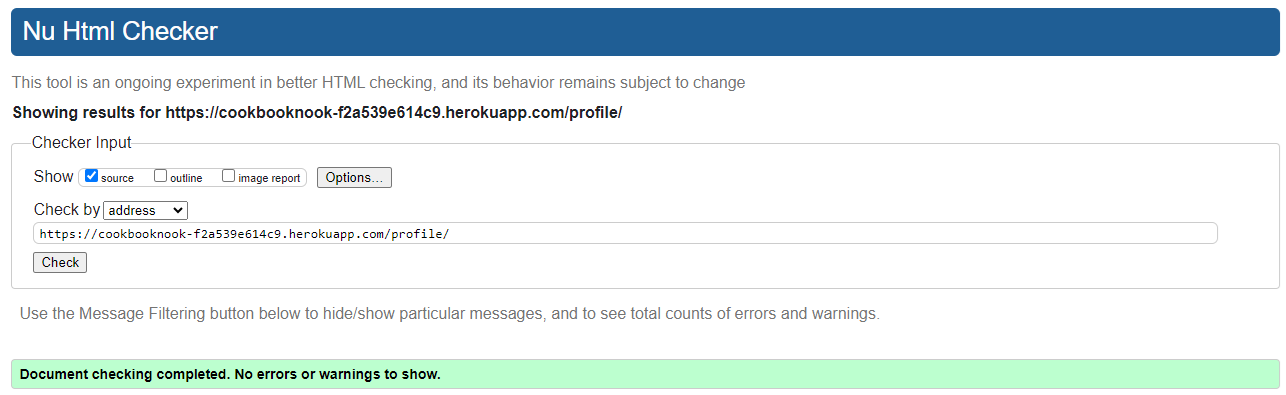 Nu Html Checker
This tool is an ongoing experiment in better HTML checking, and its behavior remains subject to change
Showing results for https://cookbooknook-f2a539e614c9.herokuapp.com/profile/
Checker Input
Show source outline image report Options...
Check by address
https://cookbooknook-f2a539e614c9.herokuapp.com/profile/
Check
Use the Message Filtering button below to hide/show particular messages, and to see total counts of errors and warnings.
Document checking completed. No errors or warnings to show.